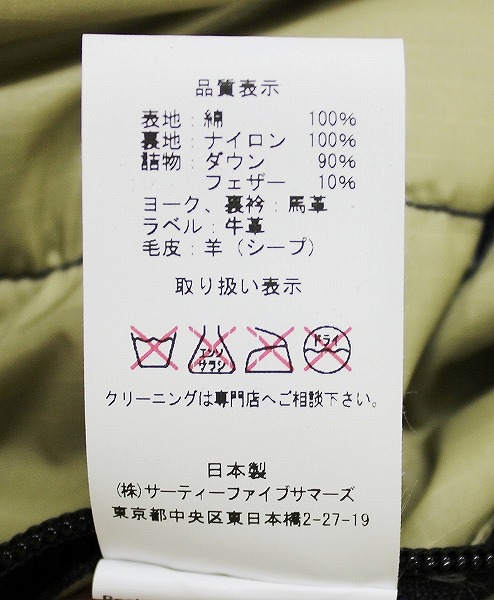 品質表示
表地：綿 100%
裏地：ナイロン 100%
詰物：ダウン 90%
フェザー 10%
ヨーク、裏衿：馬革
ラベル：牛革
毛皮：羊（シープ）
取り扱い表示
エンソ
サラシ
ドライ
クリーニングは専門店へご相談下さい。
日本製
(株)サーティーファイブサマーズ
東京都中央区東日本橋2-27-19